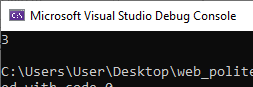 Microsoft Visual Studio Debug Console
3
C:\Users\User\Desktop\web_polite
ed with code 0